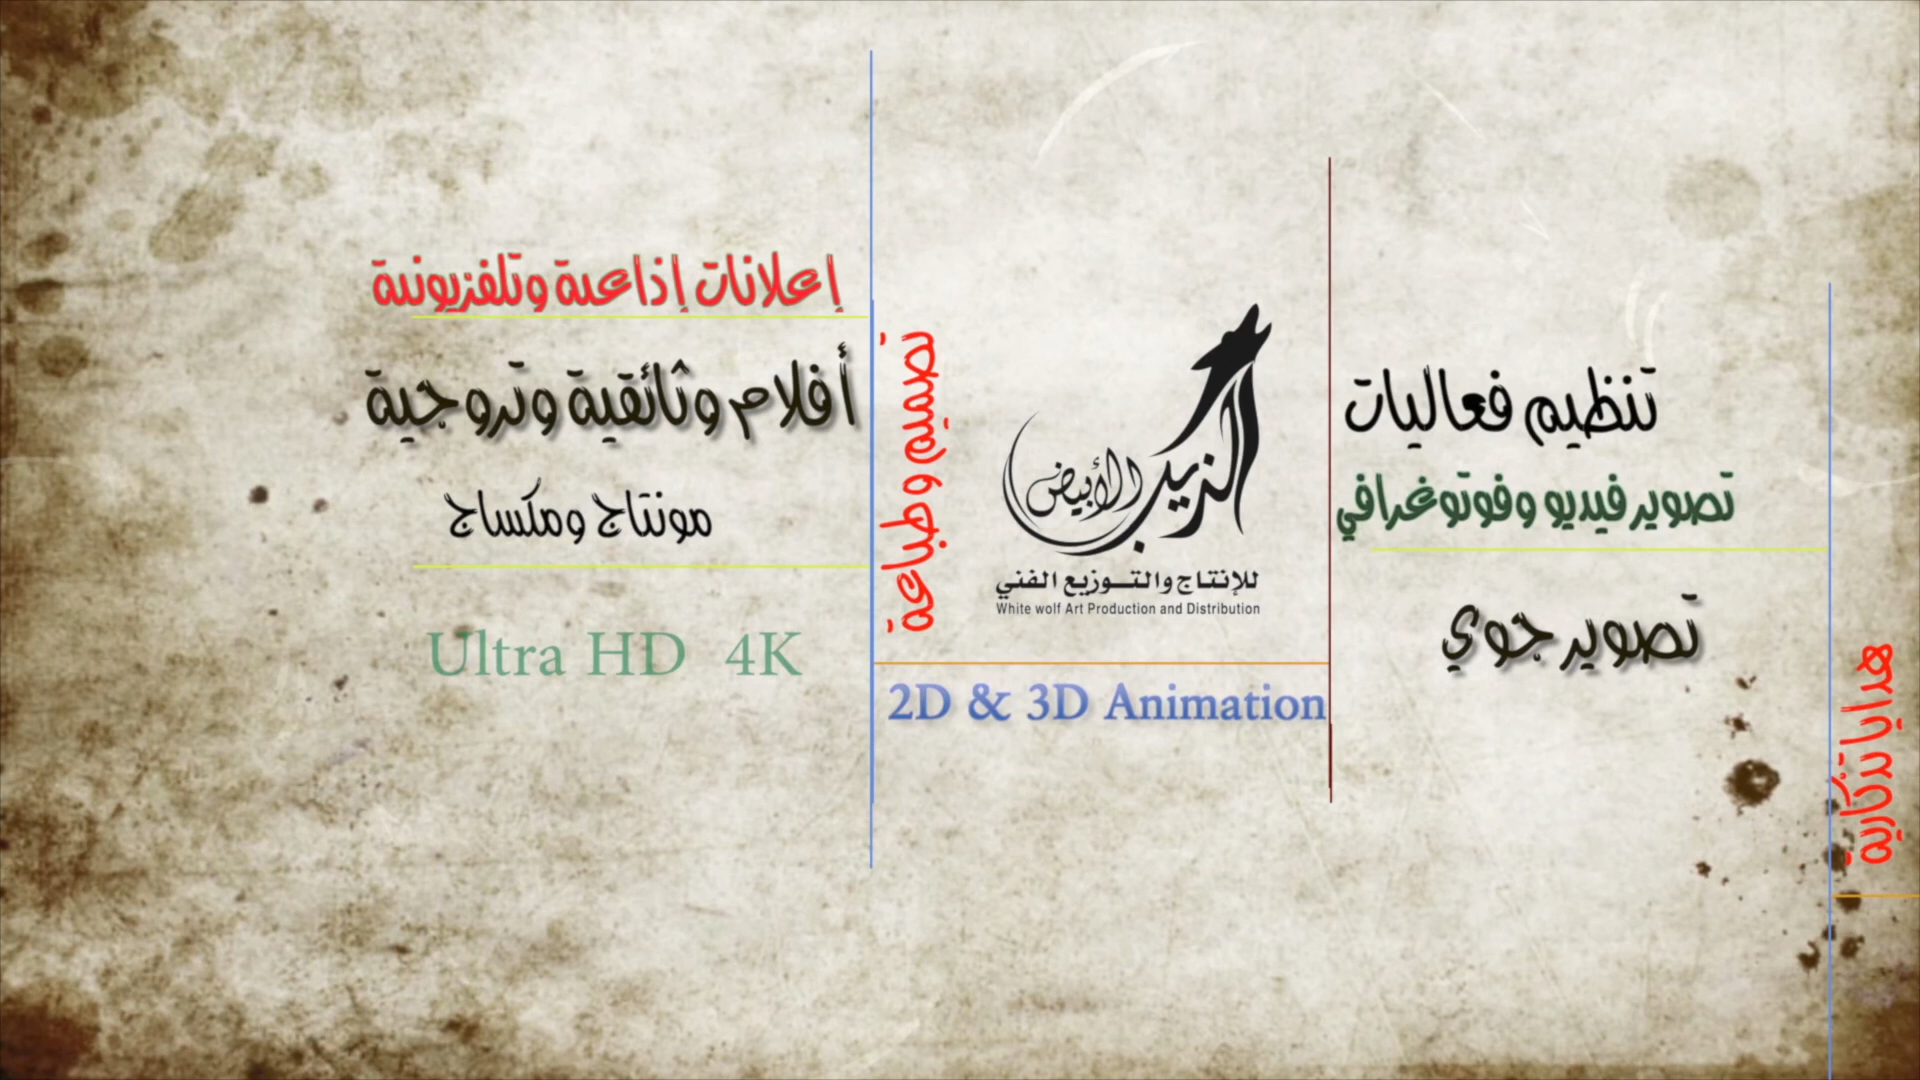 تنظيم فعاليات
تصوير فيديو وفوتوغرافي
تصوير جوي
هدايا تذكارية
الذيب الأبيض
للإنتاج والتوزيع الفني
White wolf Art Production and Distribution
2D & 3D Animation
تصميم وطباعة
إعلانات إذاعية وتلفزيونية
أفلام وثائقية وتروجية
مونتاج ومكساج
Ultra HD 4K